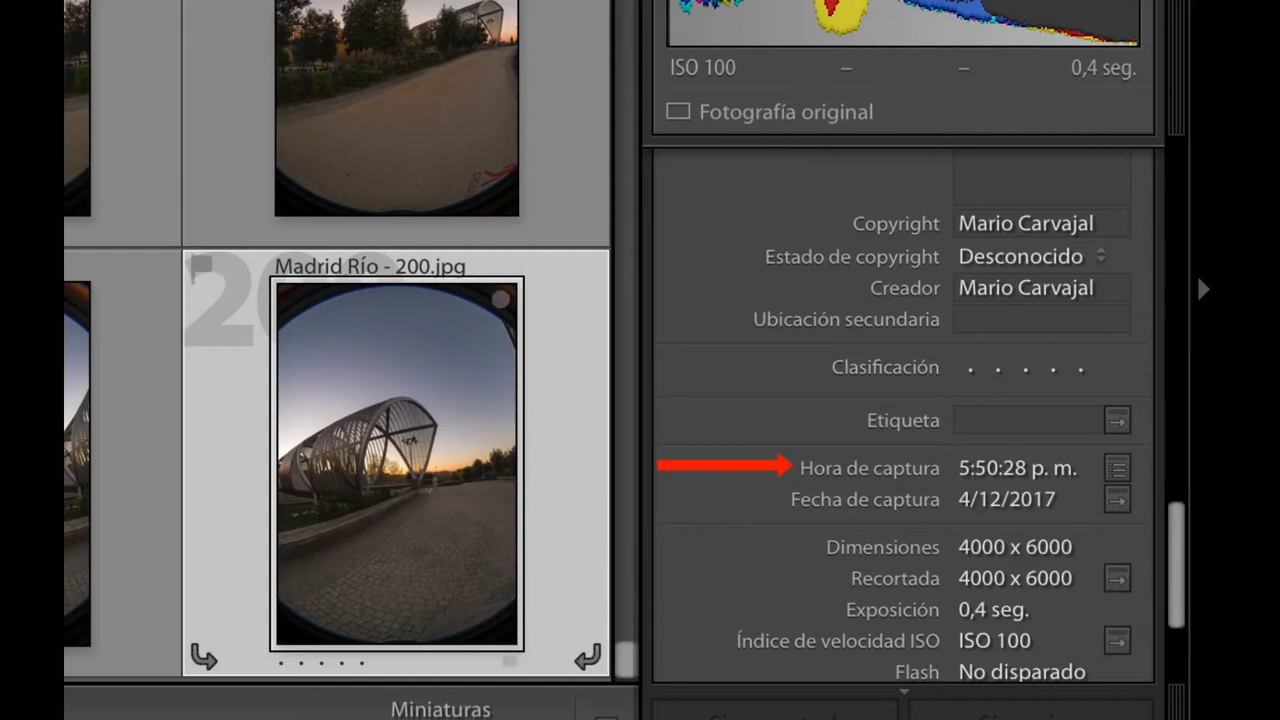 ISO 100 – – 0,4 seg.
Fotografía original
Copyright Mario Carvajal
Estado de copyright Desconocido
Creador Mario Carvajal
Ubicación secundaria
Clasificación . . . . .
Etiqueta
Hora de captura 5:50:28 p. m.
Fecha de captura 4/12/2017
Dimensiones 4000 x 6000
Recortada 4000 x 6000
Exposición 0,4 seg.
Índice de velocidad ISO ISO 100
Flash No disparado
Madrid Río - 200.jpg
Miniaturas